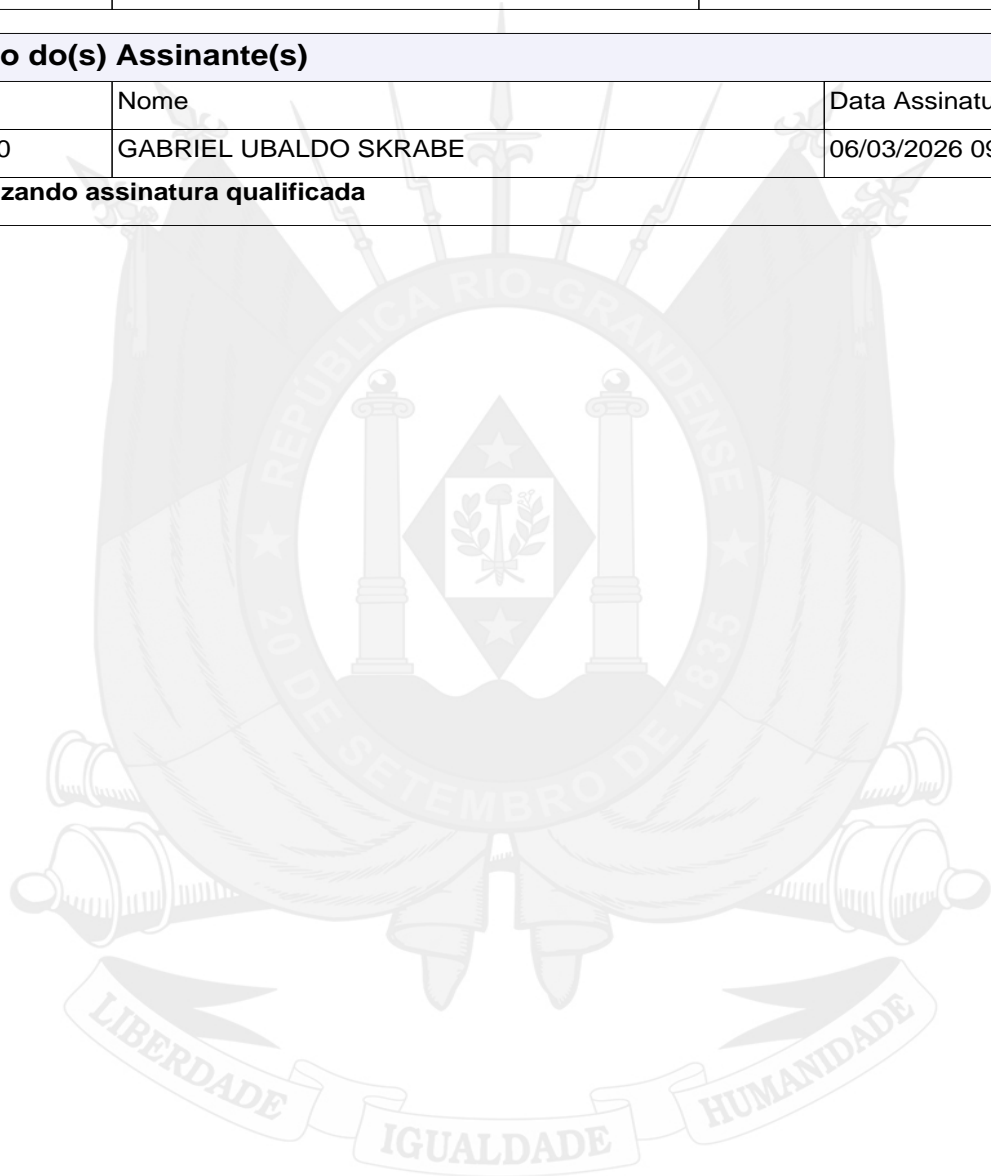 o do(s) Assinante(s)
Nome Data Assinatu
0 GABRIEL UBALDO SKRABE 06/03/2026 09
zando assinatura qualificada
REPÚBLICA RIO-GRANDENSE
20 DE SETEMBRO DE 1835
LIBERDADE IGUALDADE HUMANIDADE